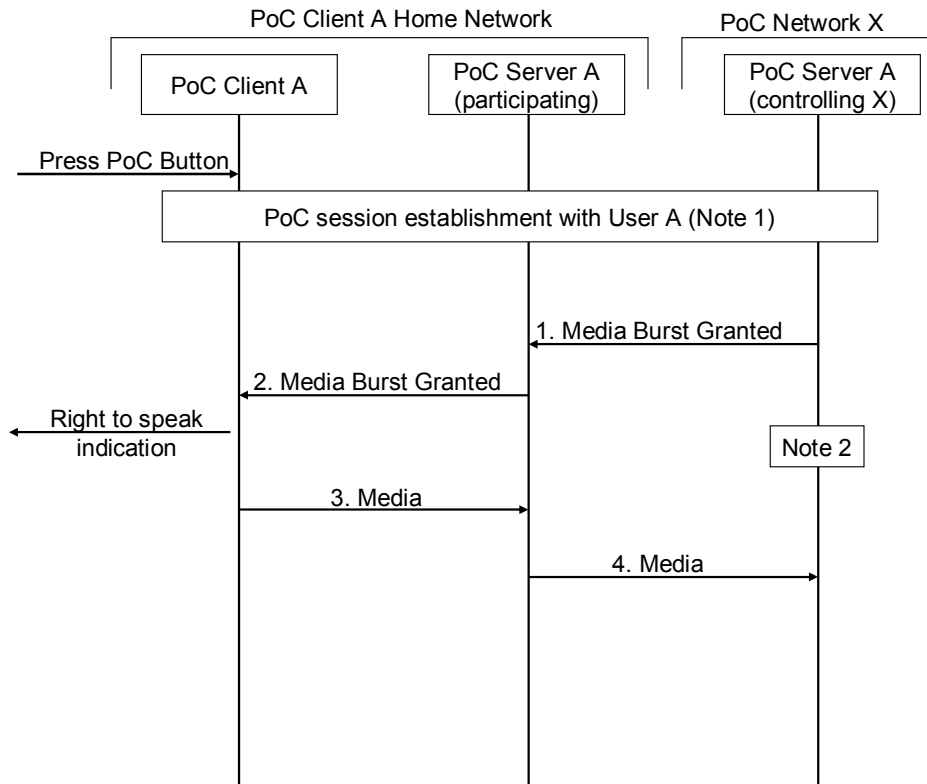 PoC Client A Home Network
PoC Network X
PoC Client A
PoC Server A
(participating)
PoC Server A
(controlling X)
Press PoC Button
PoC session establishment with User A (Note 1)
1. Media Burst Granted
2. Media Burst Granted
Right to speak
indication
Note 2
3. Media
4. Media